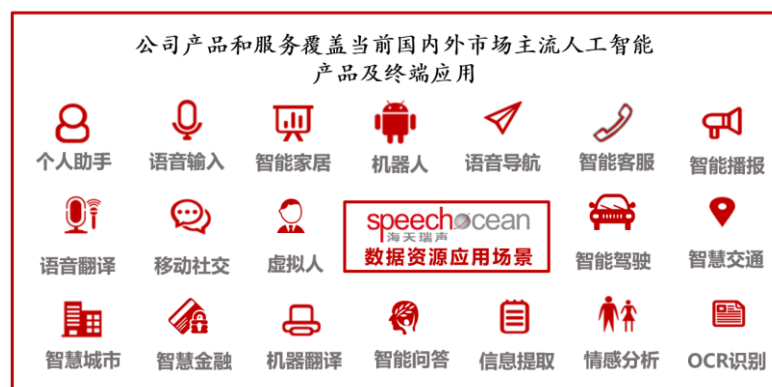 公司产品和服务覆盖当前国内外市场主流人工智能
产品及终端应用
个人助手 语音输入 智能家居 机器人 语音导航 智能客服 智能播报
speechocean
海天瑞声
数据资源应用场景
语音翻译 移动社交 虚拟人 智能驾驶 智慧交通
智慧城市 智慧金融 机器翻译 智能问答 信息提取 情感分析 OCR识别